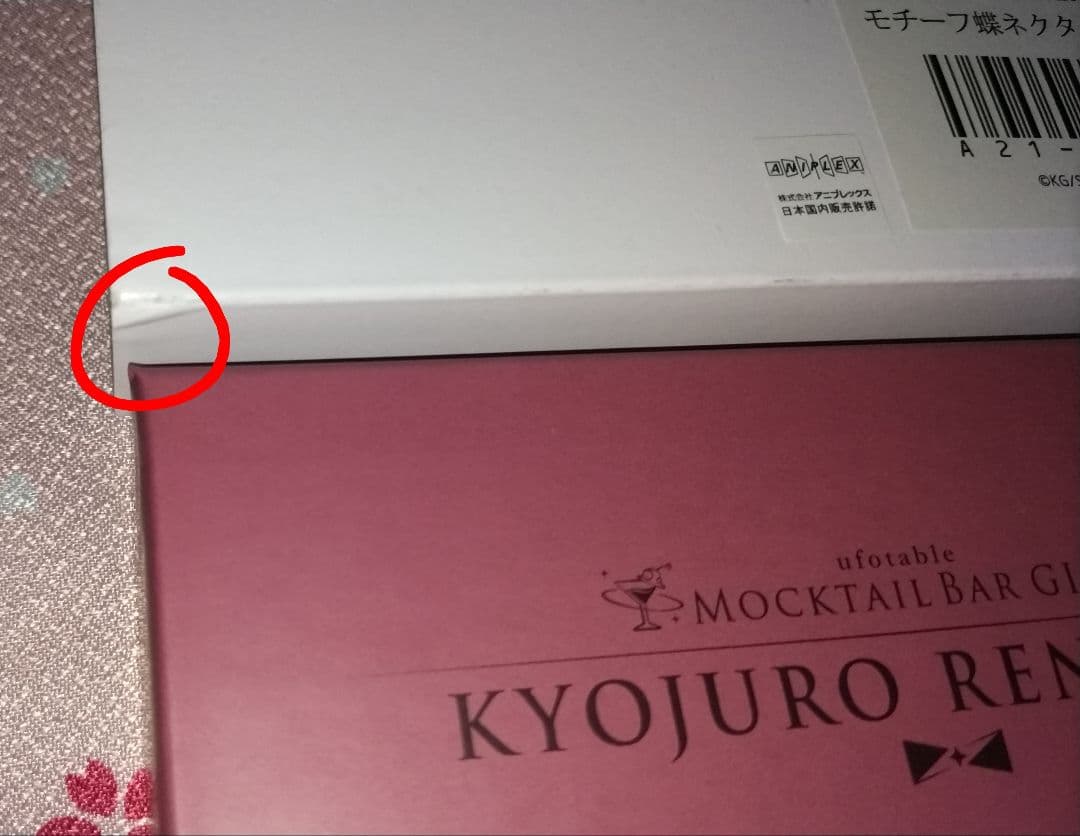 モチーフ蝶ネクタ
A 2 1 -
©KG/S
ANIPLEX
株式会社アニプレックス
日本国内販売許諾
ufotable
MOCKTAIL BAR GL
KYOJURO REN